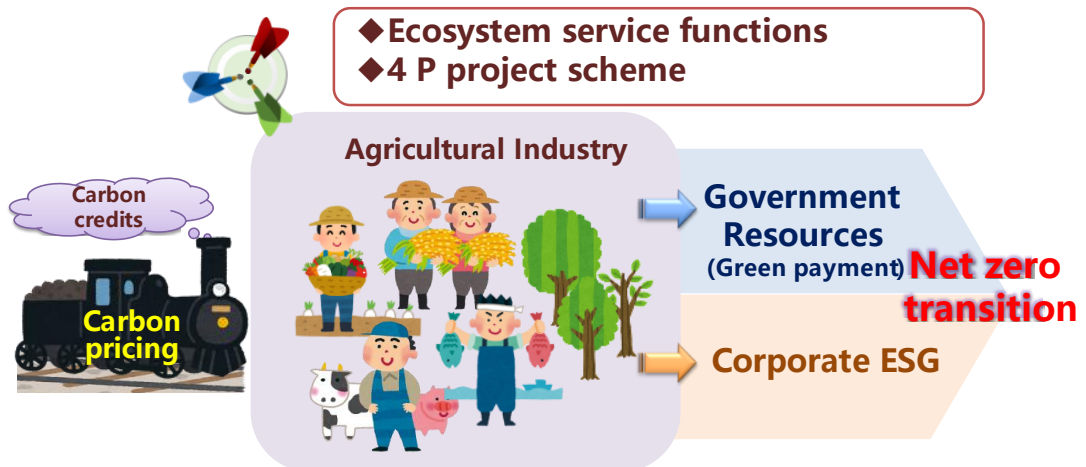 ◆Ecosystem service functions
◆4 P project scheme
Agricultural Industry
Carbon
credits
Carbon
pricing
Government
Resources
(Green payment)
Net zero
transition
Corporate ESG